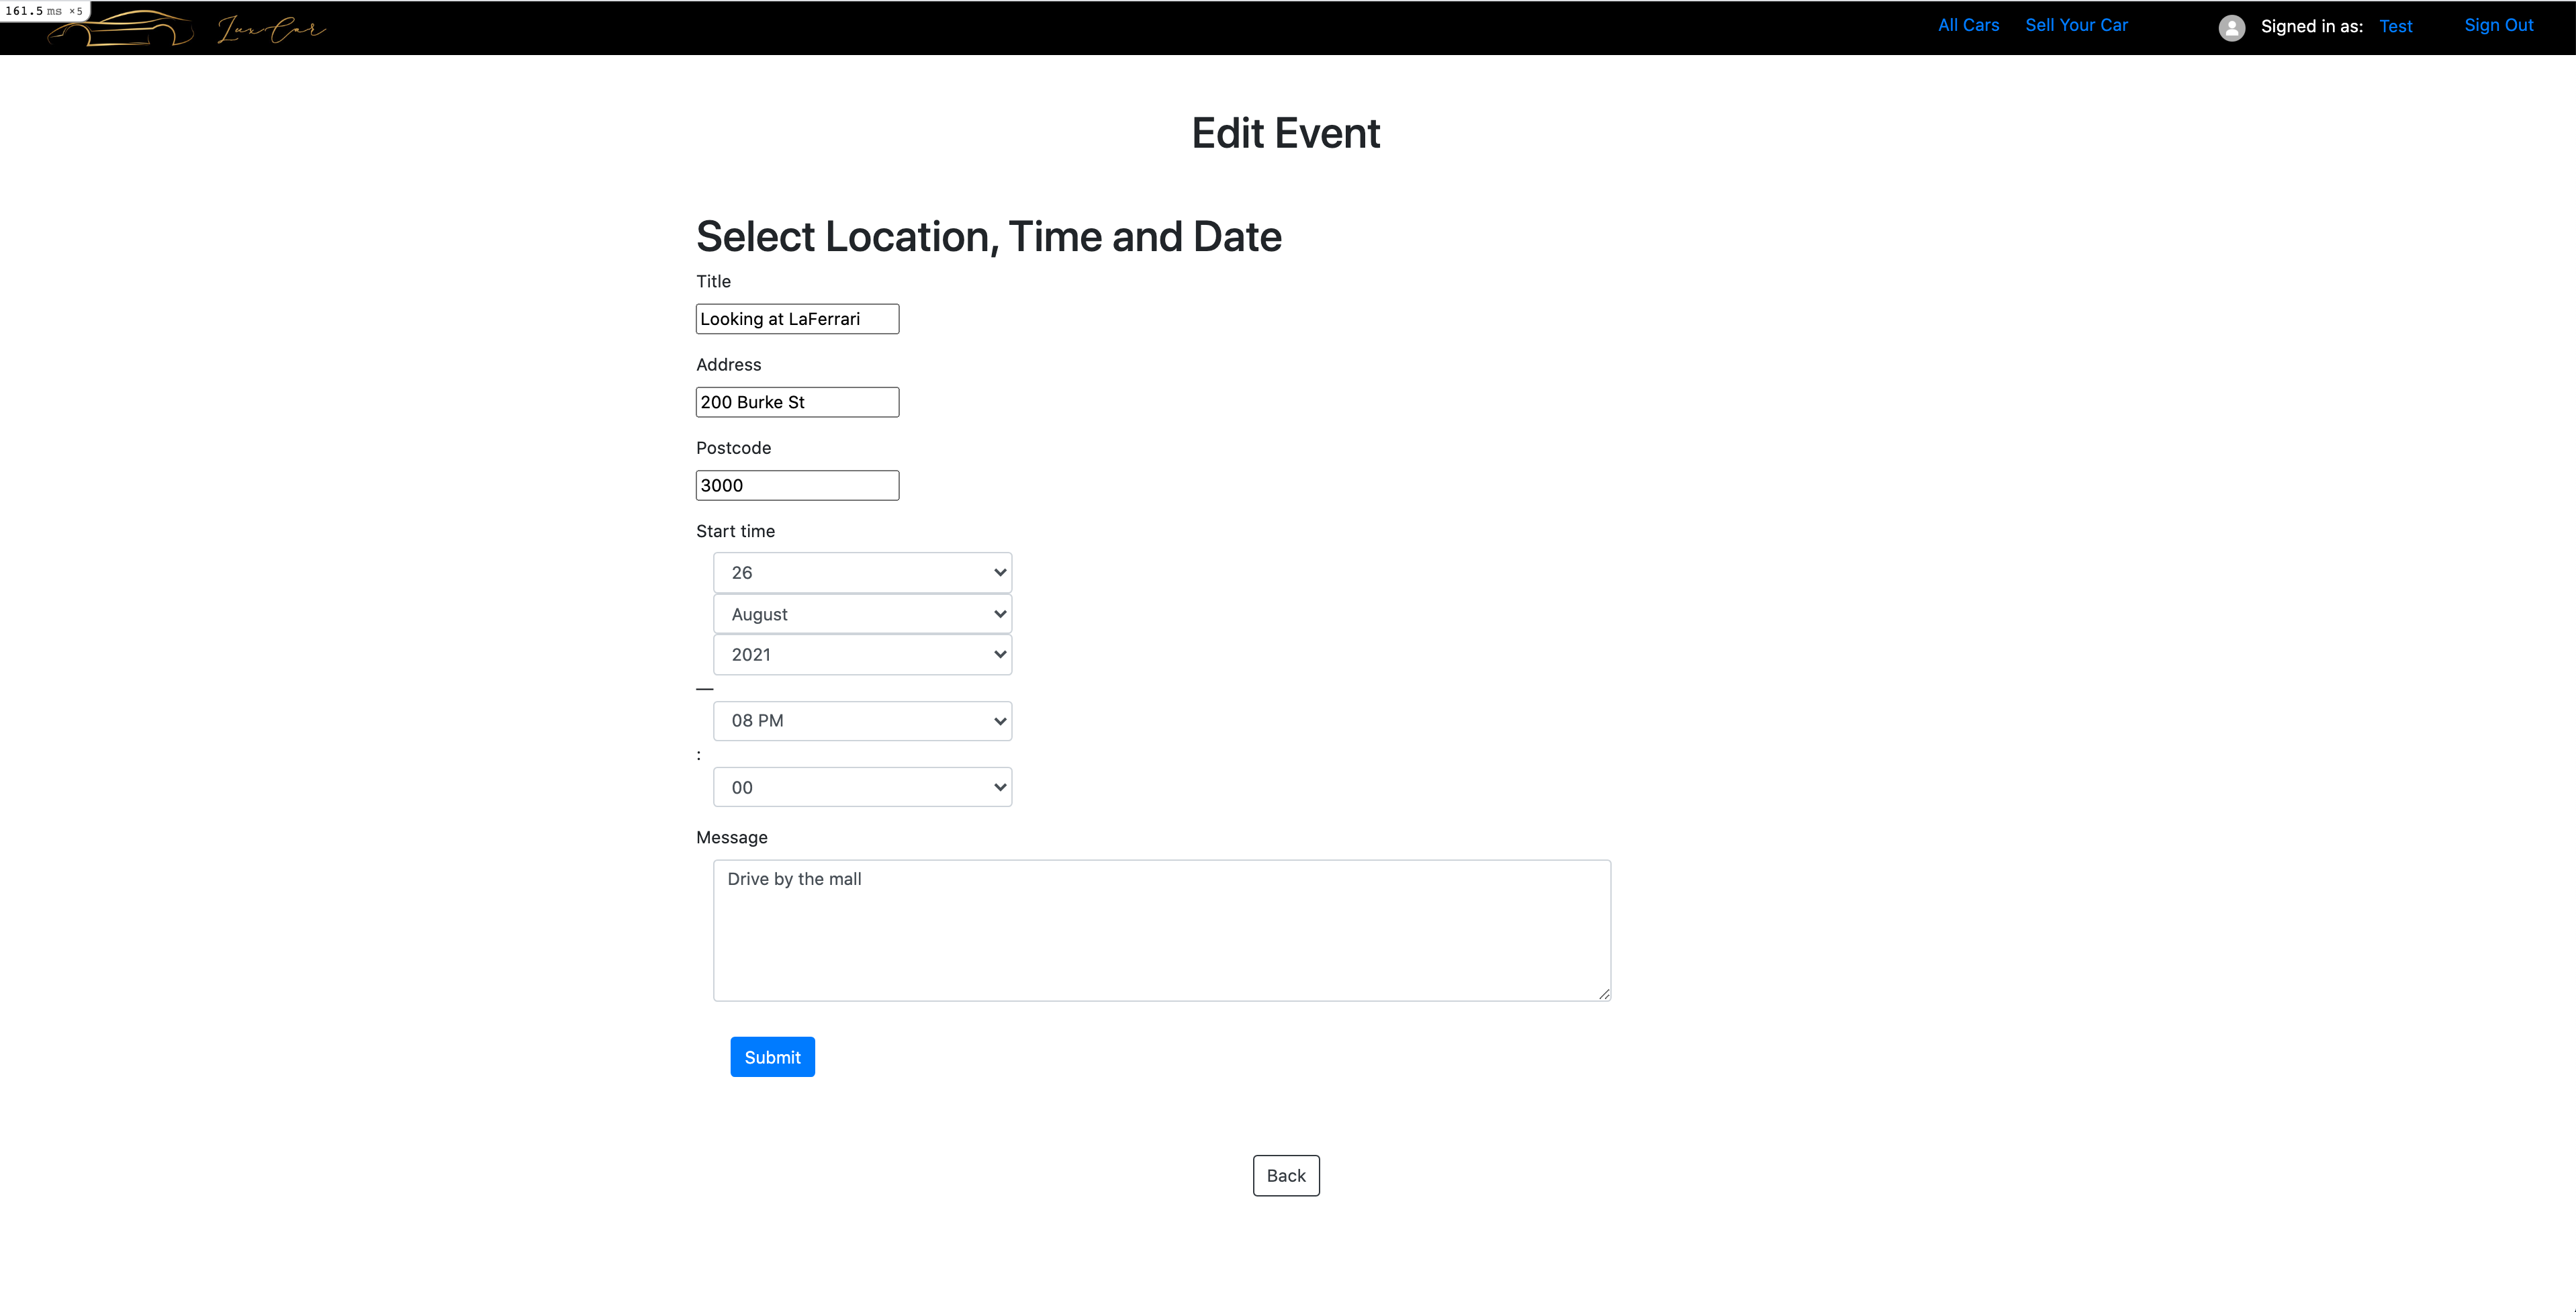 161.5 ms ×5
LuxCar
All Cars Sell Your Car Signed in as: Test Sign Out
Edit Event
Select Location, Time and Date
Title
Looking at LaFerrari
Address
200 Burke St
Postcode
3000
Start time
26
August
2021
—
08 PM
:
00
Message
Drive by the mall
Submit
Back